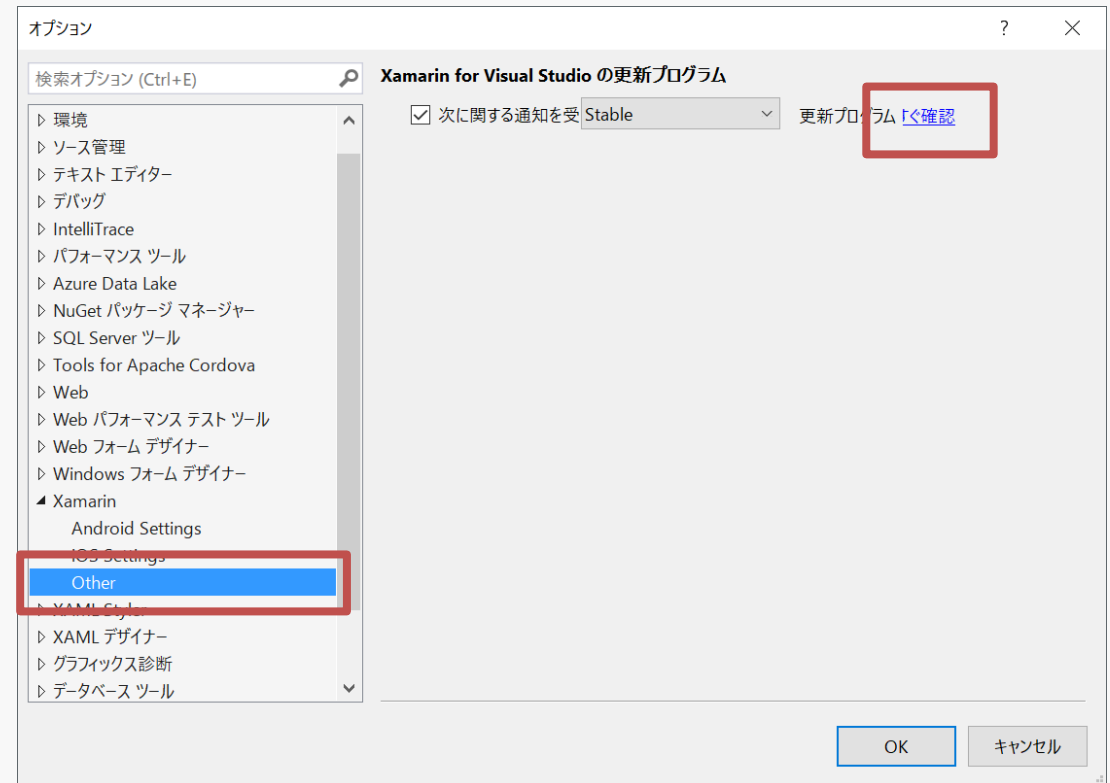 オプション
?
検索オプション (Ctrl+E)
環境
ソース管理
テキスト エディター
デバッグ
IntelliTrace
パフォーマンス ツール
Azure Data Lake
NuGet パッケージ マネージャー
SQL Server ツール
Tools for Apache Cordova
Web
Web パフォーマンス テスト ツール
Web フォーム デザイナー
Windows フォーム デザイナー
Xamarin
Android Settings
iOS Settings
Other
XAML Styler
XAML デザイナー
グラフィックス診断
データベース ツール
Xamarin for Visual Studio の更新プログラム
次に関する通知を受 Stable 更新プログラム すぐ確認
OK キャンセル